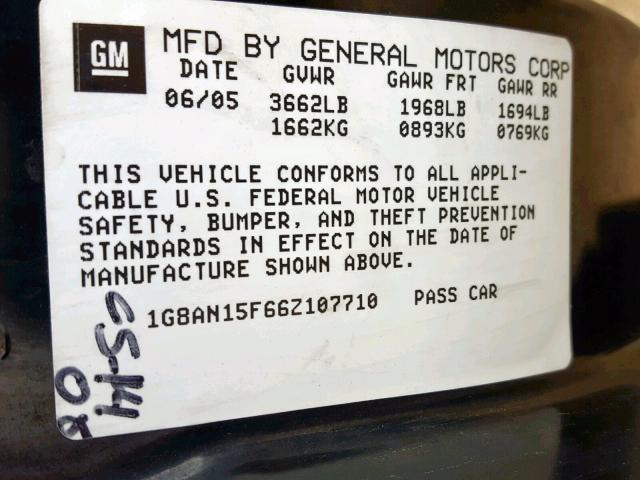 GM MFD BY GENERAL MOTORS CORP
DATE GVWR GAWR FRT GAWR RR
06/05 3662LB 1968LB 1694LB
1662KG 0893KG 0769KG
THIS VEHICLE CONFORMS TO ALL APPLI-
CABLE U.S. FEDERAL MOTOR VEHICLE
SAFETY, BUMPER, AND THEFT PREVENTION
STANDARDS IN EFFECT ON THE DATE OF
MANUFACTURE SHOWN ABOVE.
1G8AN15F66Z107710 PASS CAR